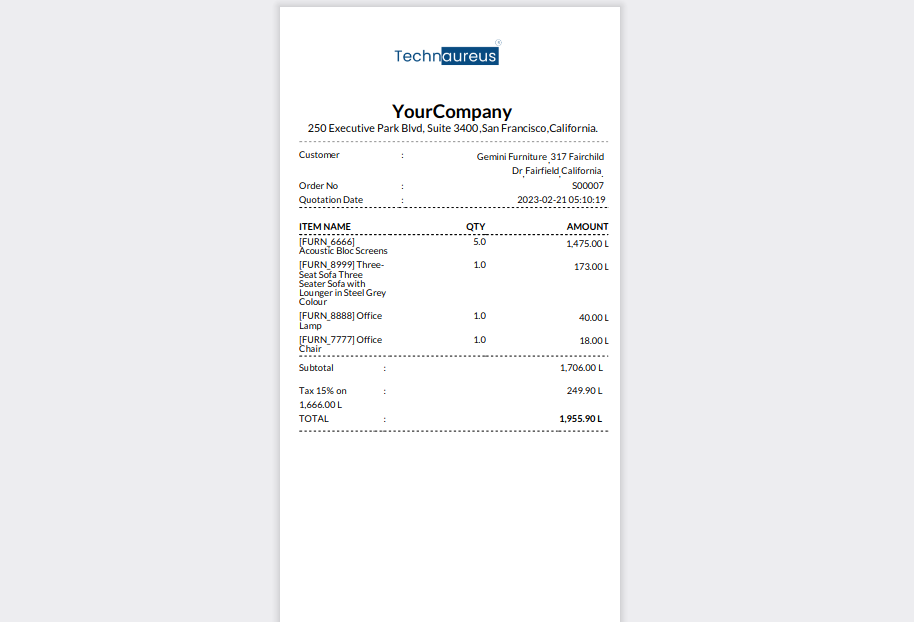 Technaureus
YourCompany
250 Executive Park Blvd, Suite 3400,San Francisco,California.
Customer : Gemini Furniture,317 Fairchild
Dr,Fairfield,California,
Order No : S00007
Quotation Date : 2023-02-21 05:10:19
ITEM NAME QTY AMOUNT
[FURN_6666] 5.0 1,475.00 L
Acoustic Bloc Screens
[FURN_8999] Three- 1.0 173.00 L
Seat Sofa Three
Seater Sofa with
Lounger in Steel Grey
Colour
[FURN_8888] Office 1.0 40.00 L
Lamp
[FURN_7777] Office 1.0 18.00 L
Chair
Subtotal : 1,706.00 L
Tax 15% on : 249.90 L
1,666.00 L
TOTAL : 1,955.90 L